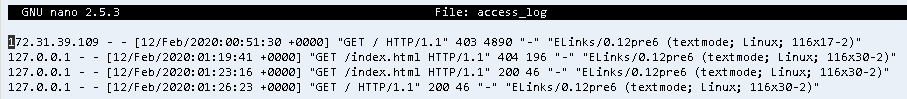 GNU nano 2.5.3 File: access_log
172.31.39.109 - - [12/Feb/2020:00:51:30 +0000] "GET / HTTP/1.1" 403 4890 "-" "ELinks/0.12pre6 (textmode; Linux; 116x17-2)"
127.0.0.1 - - [12/Feb/2020:01:19:41 +0000] "GET /index.html HTTP/1.1" 404 196 "-" "ELinks/0.12pre6 (textmode; Linux; 116x30-2)"
127.0.0.1 - - [12/Feb/2020:01:23:16 +0000] "GET /index.html HTTP/1.1" 200 46 "-" "ELinks/0.12pre6 (textmode; Linux; 116x30-2)"
127.0.0.1 - - [12/Feb/2020:01:26:23 +0000] "GET / HTTP/1.1" 200 46 "-" "ELinks/0.12pre6 (textmode; Linux; 116x30-2)"